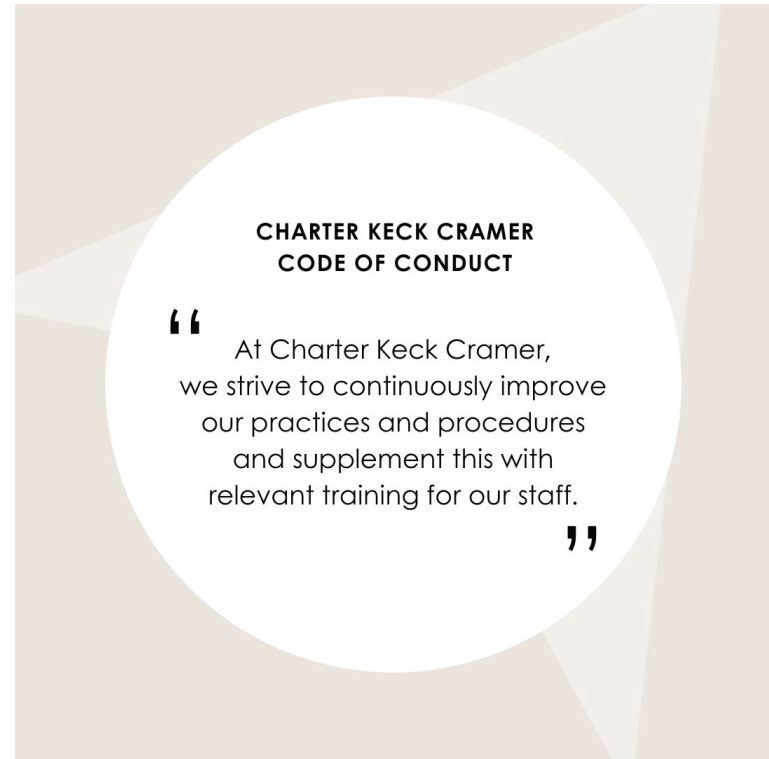 CHARTER KECK CRAMER
CODE OF CONDUCT
“
At Charter Keck Cramer,
we strive to continuously improve
our practices and procedures
and supplement this with
relevant training for our staff.
”